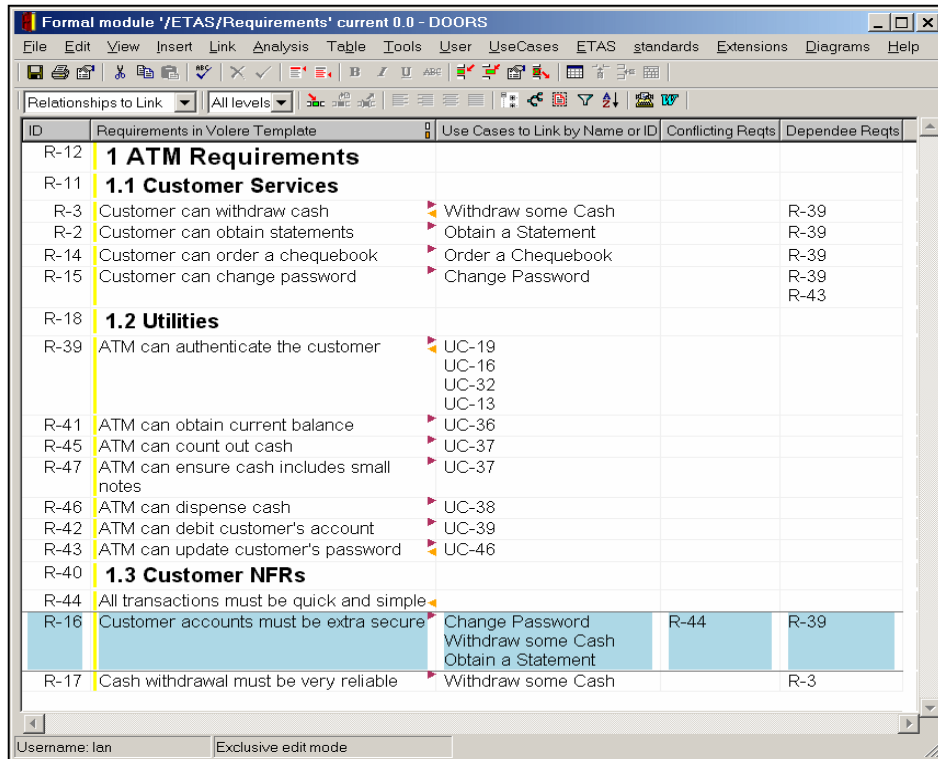 Formal module '/ETAS/Requirements' current 0.0 - DOORS
File Edit View Insert Link Analysis Table Tools User UseCases ETAS standards Extensions Diagrams Help
ABC B I U ABC
Relationships to Link All levels W
ID Requirements in Volere Template Use Cases to Link by Name or ID Conflicting Reqts Dependee Reqts
R-12 1 ATM Requirements
R-11 1.1 Customer Services
R-3 Customer can withdraw cash Withdraw some Cash R-39
R-2 Customer can obtain statements Obtain a Statement R-39
R-14 Customer can order a chequebook Order a Chequebook R-39
R-15 Customer can change password Change Password R-39
R-43
R-18 1.2 Utilities
R-39 ATM can authenticate the customer UC-19
UC-16
UC-32
UC-13
R-41 ATM can obtain current balance UC-36
R-45 ATM can count out cash UC-37
R-47 ATM can ensure cash includes small UC-37
notes
R-46 ATM can dispense cash UC-38
R-42 ATM can debit customer's account UC-39
R-43 ATM can update customer's password UC-46
R-40 1.3 Customer NFRs
R-44 All transactions must be quick and simple
R-16 Customer accounts must be extra secure Change Password R-44 R-39
Withdraw some Cash
Obtain a Statement
R-17 Cash withdrawal must be very reliable Withdraw some Cash R-3
Username: Ian Exclusive edit mode